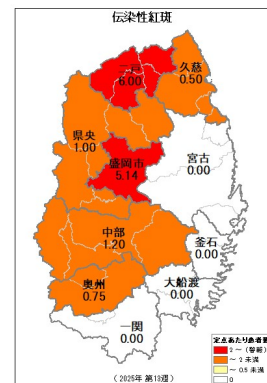 伝染性紅斑
二戸
6.00
久慈
0.50
県央
1.00
盛岡市
5.14
宮古
0.00
中部
1.20
釜石
0.00
奥州
0.75
大船渡
0.00
一関
0.00
定点あたり患者数
2 ～ (警報)
～ 2 未満
～ 0.5 未満
0
(2025年 第13週)